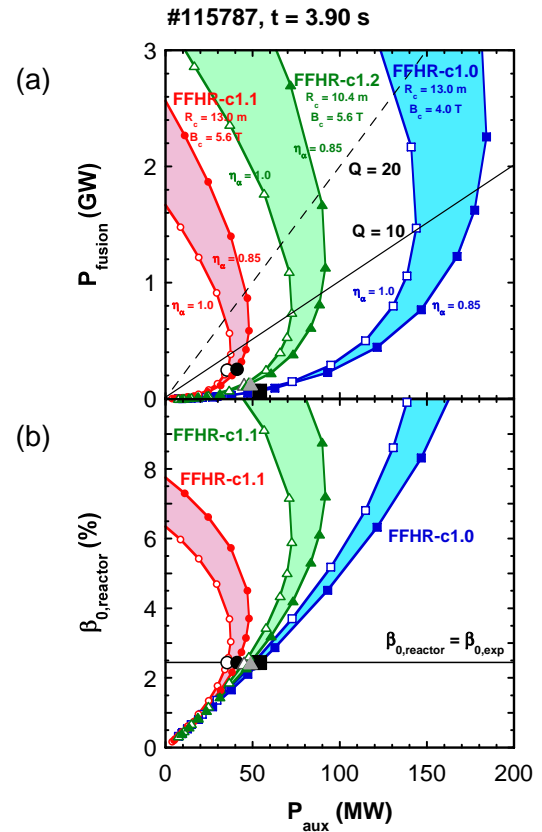 #115787, t = 3.90 s
(a)
3
2
1
0
P_fusion (GW)
FFHR-c1.1
R_c = 13.0 m
B_c = 5.6 T
FFHR-c1.2
R_c = 10.4 m
B_c = 5.6 T
FFHR-c1.0
R_c = 13.0 m
B_c = 4.0 T
η_α = 0.85
η_α = 1.0
Q = 20
Q = 10
η_α = 0.85
η_α = 1.0
η_α = 1.0
η_α = 0.85
(b)
8
6
4
2
0
β_0,reactor (%)
FFHR-c1.1
FFHR-c1.1
FFHR-c1.0
β_0,reactor = β_0,exp
0 50 100 150 200
P_aux (MW)